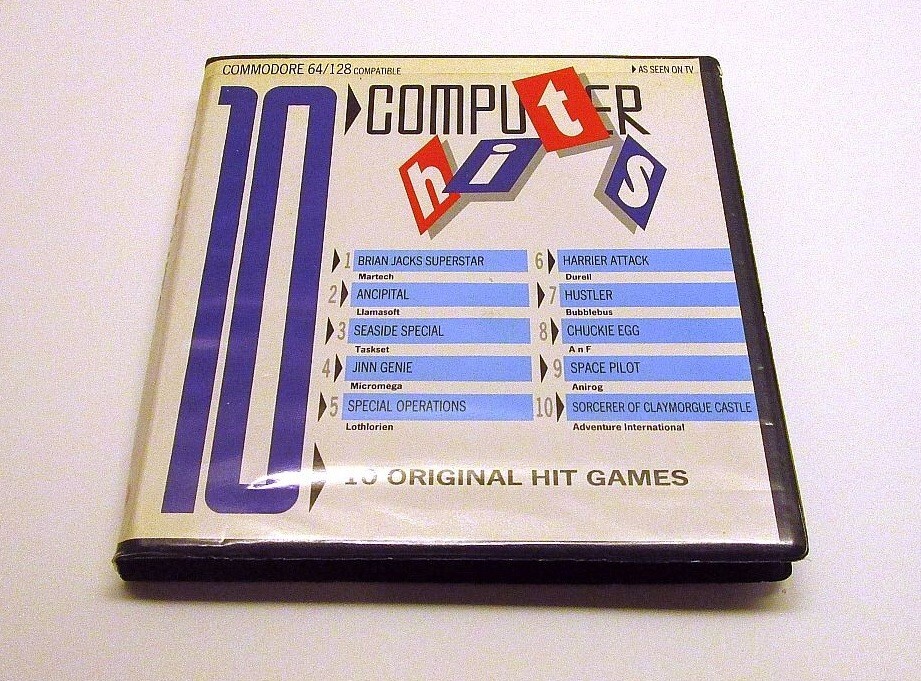 COMMODORE 64/128 COMPATIBLE
AS SEEN ON TV
10 COMPUTER
hits
1 BRIAN JACKS SUPERSTAR
Martech
2 ANCIPITAL
Llamasoft
3 SEASIDE SPECIAL
Taskset
4 JINN GENIE
Micromega
5 SPECIAL OPERATIONS
Lothlorien
6 HARRIER ATTACK
Durell
7 HUSTLER
Bubblebus
8 CHUCKIE EGG
A n F
9 SPACE PILOT
Anirog
10 SORCERER OF CLAYMORGUE CASTLE
Adventure International
10 ORIGINAL HIT GAMES